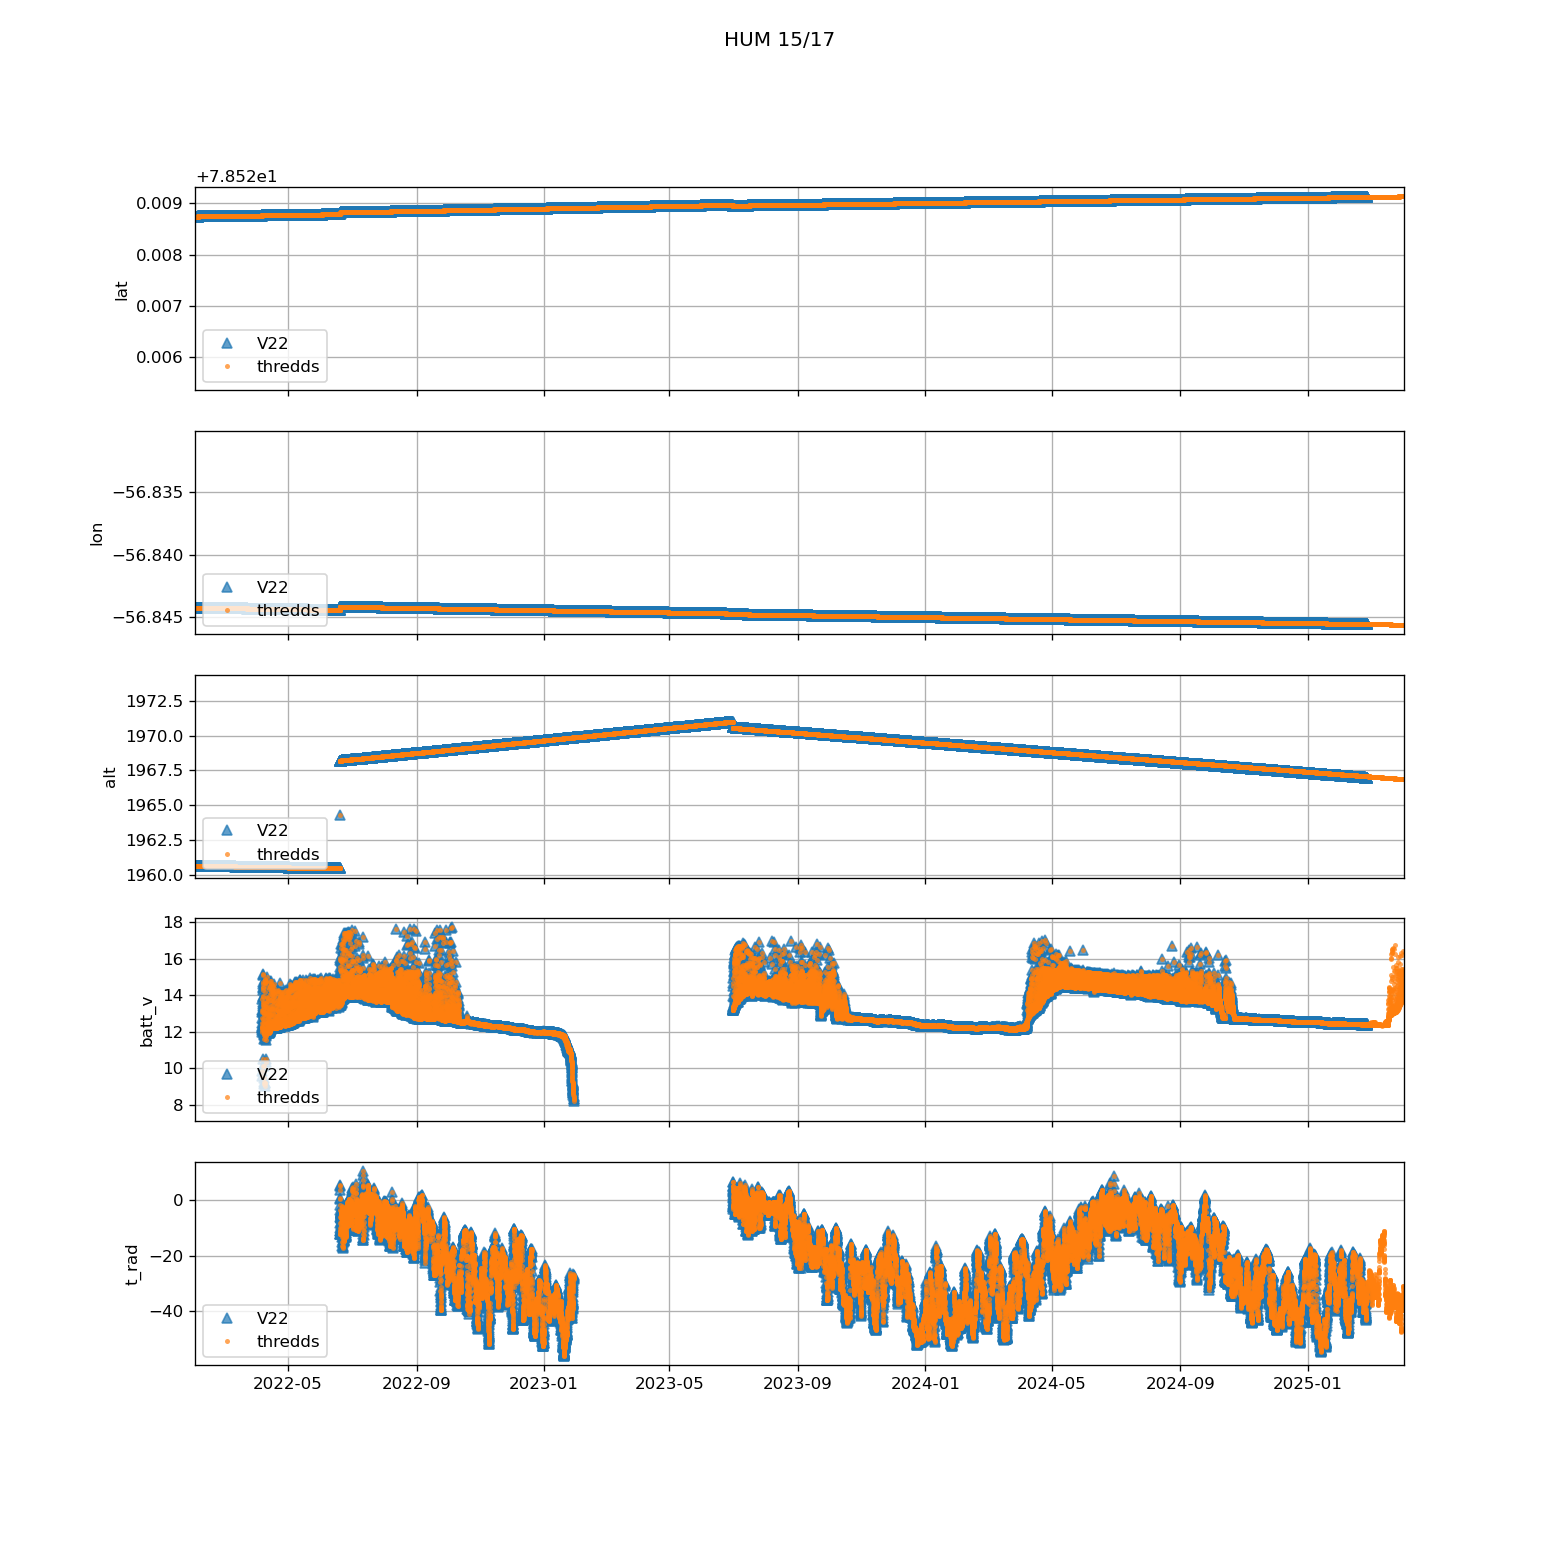 HUM 15/17
+7.852e1
0.009
0.008
0.007
0.006
lat
V22
thredds
−56.835
−56.840
−56.845
lon
V22
thredds
1972.5
1970.0
1967.5
1965.0
1962.5
1960.0
alt
V22
thredds
18
16
14
12
10
8
batt_v
V22
thredds
0
−20
−40
t_rad
V22
thredds
2022-05
2022-09
2023-01
2023-05
2023-09
2024-01
2024-05
2024-09
2025-01